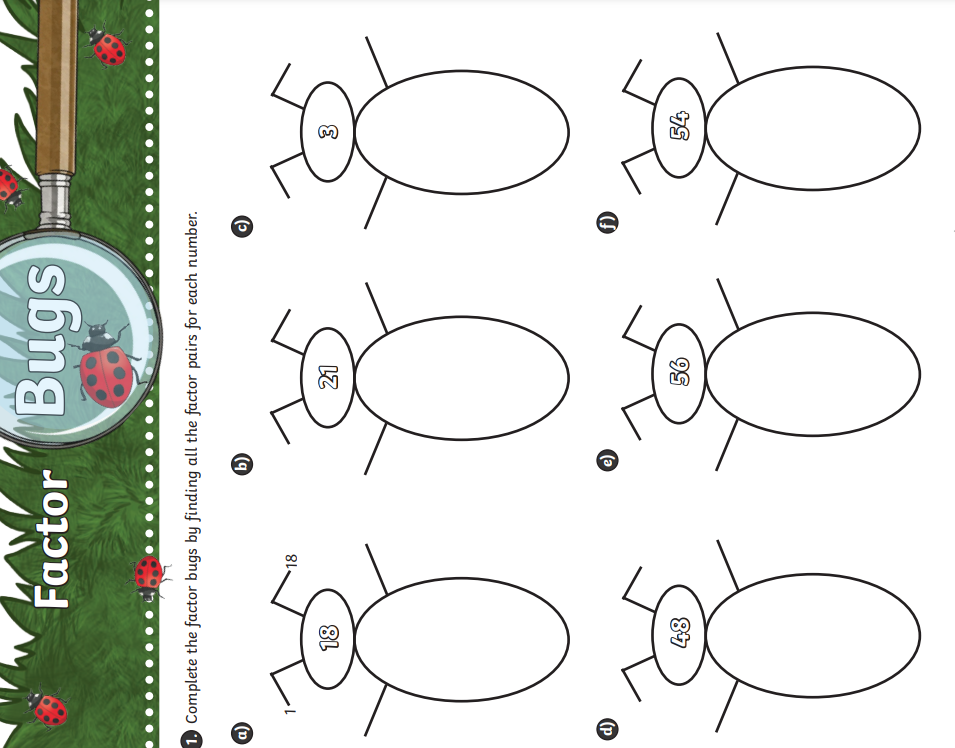 Factor Bugs
1. Complete the factor bugs by finding all the factor pairs for each number.
a)
1
18
18
b)
21
c)
3
d)
48
e)
56
f)
54